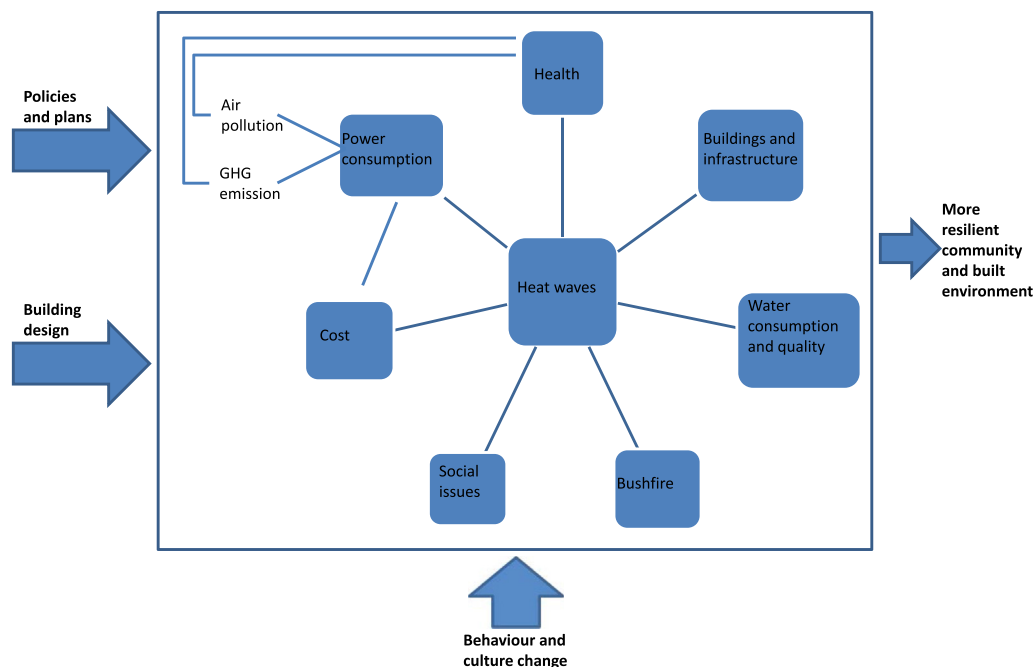 Policies
and plans
Air
pollution
GHG
emission
Power
consumption
Health
Buildings and
infrastructure
More
resilient
community
and built
environment
Heat waves
Building
design
Cost
Water
consumption
and quality
Social
issues
Bushfire
Behaviour and
culture change